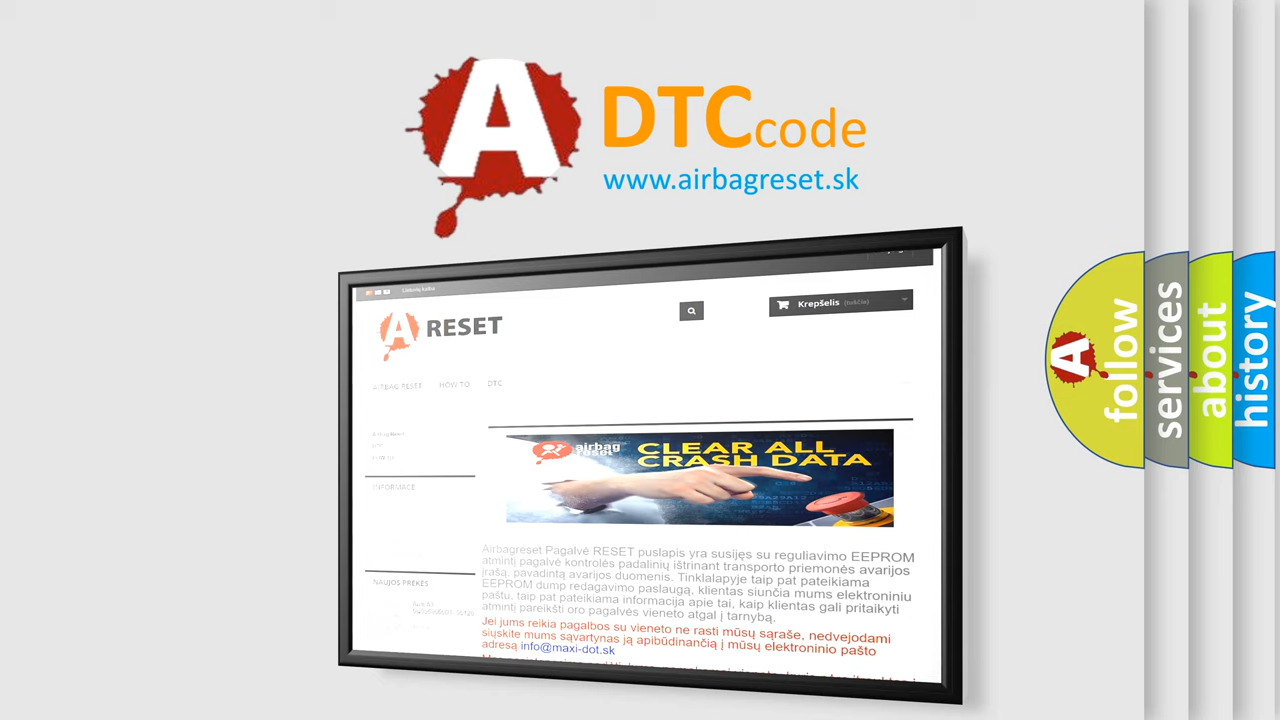 A
DTCcode
www.airbagreset.sk
Lietuvių kalba
A RESET
Krepšelis (tuščia)
AIRBAG RESET HOW TO DTC
Airbag Reset
INFORMACE
airbag
reset
CLEAR ALL
CRASH DATA
Airbagreset Pagalvė RESET puslapis yra susijęs su reguliavimo EEPROM
atmintį pagalvė kontrolės padalinių ištrinant transporto priemonės avarijos
įrašą, pavadintą avarijos duomenis. Tinklalapyje taip pat pateikiama
EEPROM dump redagavimo paslaugą, klientas siunčia mums elektroniniu
paštu, taip pat pateikiama informacija apie tai, kaip klientas gali pritaikyti
atmintį pareikšti oro pagalvės vieneto atgal į tarnybą.
Jei jums reikia pagalbos su vieneto ne rasti mūsų sąraše, nedvejodami
siųskite mums sąvartynas ją apibūdinančią į mūsų elektroninio pašto
adresą info@maxi-dot.sk
NAUJOS PREKĖS
A
follow
services
about
history